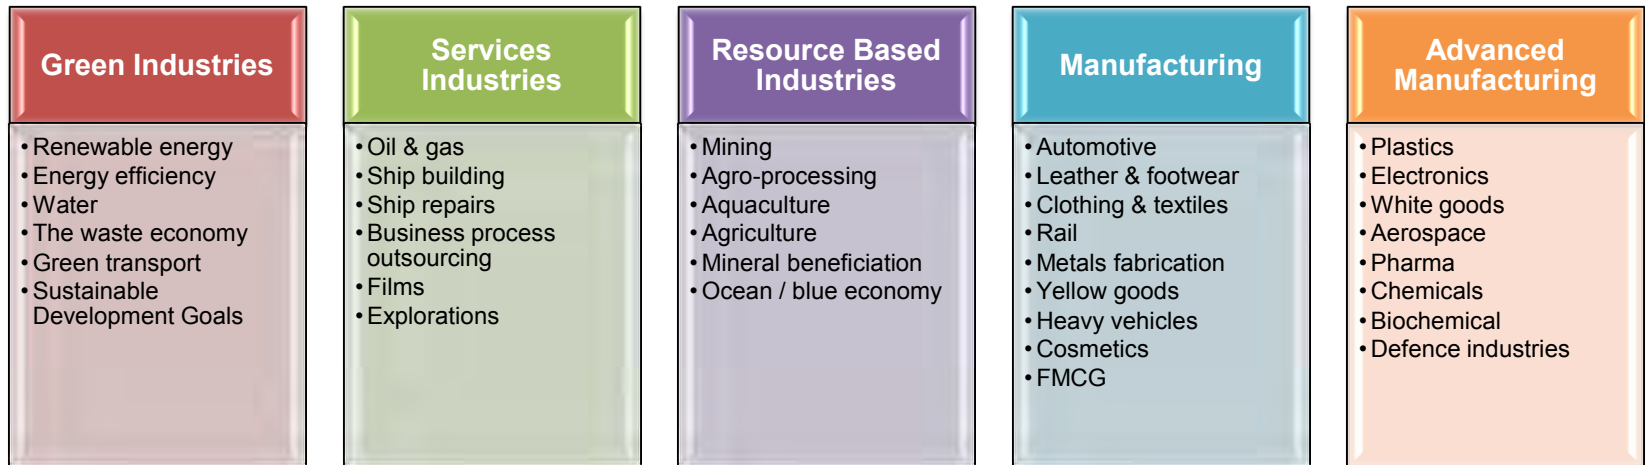 Green Industries
• Renewable energy
• Energy efficiency
• Water
• The waste economy
• Green transport
• Sustainable
Development Goals
Services
Industries
• Oil & gas
• Ship building
• Ship repairs
• Business process
outsourcing
• Films
• Explorations
Resource Based
Industries
• Mining
• Agro-processing
• Aquaculture
• Agriculture
• Mineral beneficiation
• Ocean / blue economy
Manufacturing
• Automotive
• Leather & footwear
• Clothing & textiles
• Rail
• Metals fabrication
• Yellow goods
• Heavy vehicles
• Cosmetics
• FMCG
Advanced
Manufacturing
• Plastics
• Electronics
• White goods
• Aerospace
• Pharma
• Chemicals
• Biochemical
• Defence industries